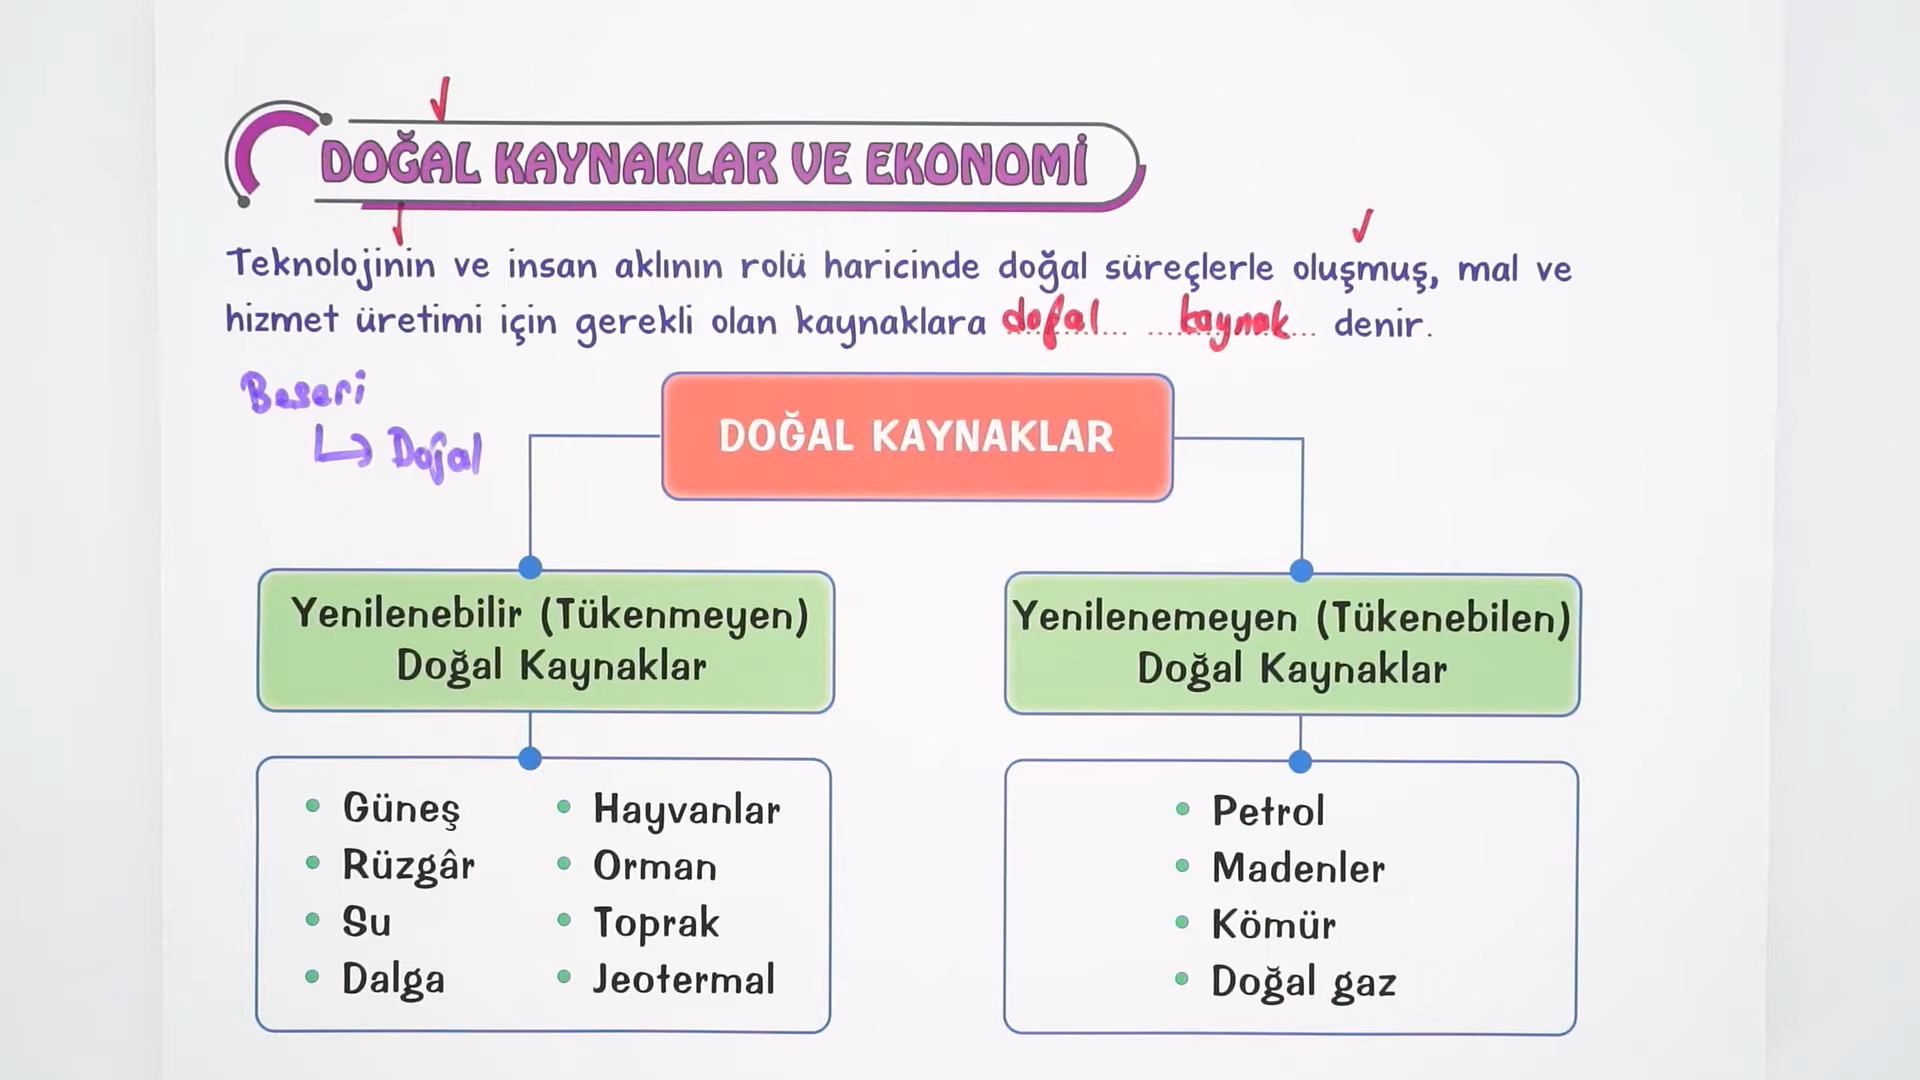 DOĞAL KAYNAKLAR VE EKONOMİ
Teknolojinin ve insan aklının rolü haricinde doğal süreçlerle oluşmuş, mal ve
hizmet üretimi için gerekli olan kaynaklara doğal kaynak denir.
Beşeri
Doğal
DOĞAL KAYNAKLAR
Yenilenebilir (Tükenmeyen)
Doğal Kaynaklar
Yenilenemeyen (Tükenebilen)
Doğal Kaynaklar
• Güneş
• Rüzgâr
• Su
• Dalga
• Hayvanlar
• Orman
• Toprak
• Jeotermal
• Petrol
• Madenler
• Kömür
• Doğal gaz